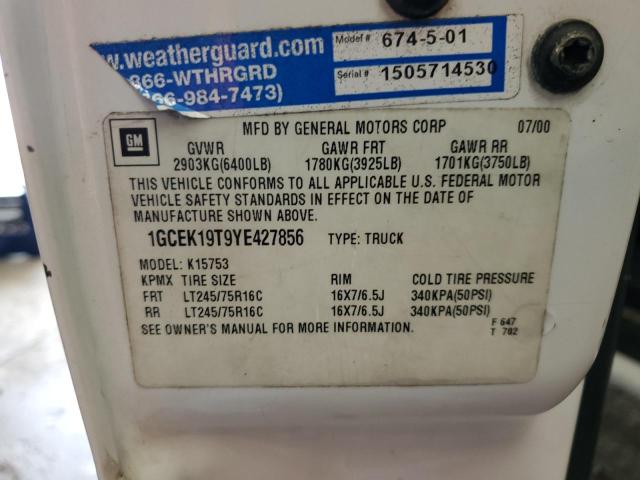 w.weatherguard.com
866-WTHRGRD
66-984-7473)
Model # 674-5-01
Serial # 1505714530
GM
MFD BY GENERAL MOTORS CORP 07/00
GVWR GAWR FRT GAWR RR
2903KG(6400LB) 1780KG(3925LB) 1701KG(3750LB)
THIS VEHICLE CONFORMS TO ALL APPLICABLE U.S. FEDERAL MOTOR
VEHICLE SAFETY STANDARDS IN EFFECT ON THE DATE OF
MANUFACTURE SHOWN ABOVE.
1GCEK19T9YE427856 TYPE: TRUCK
MODEL: K15753
KPMX TIRE SIZE RIM COLD TIRE PRESSURE
FRT LT245/75R16C 16X7/6.5J 340KPA(50PSI)
RR LT245/75R16C 16X7/6.5J 340KPA(50PSI)
SEE OWNER'S MANUAL FOR MORE INFORMATION.
F 647
T 702